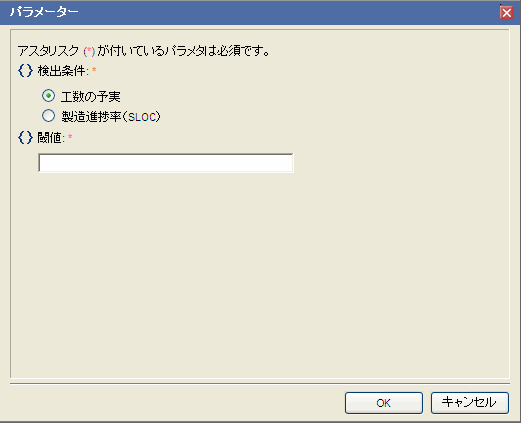 パラメーター
アスタリスク (*) が付いているパラメタは必須です。
{} 検出条件: *
工数の予実
製造進捗率(SLOC)
{} 閾値: *
OK
キャンセル